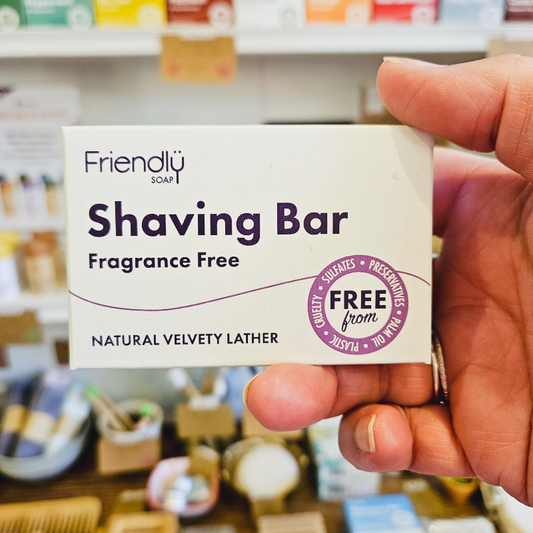 Friendly
SOAP
Shaving Bar
Fragrance Free
NATURAL VELVETY LATHER
FREE
from
SULFATES • PRESERVATIVES • PALM OIL • PLASTIC • CRUELTY •